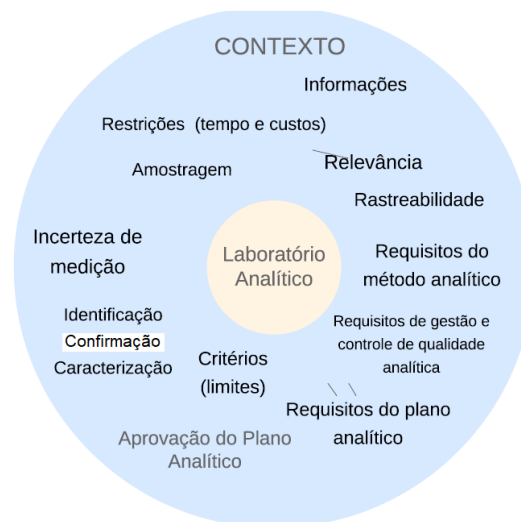 CONTEXTO
Informações
Restrições (tempo e custos)
Amostragem
Relevância
Rastreabilidade
Incerteza de
medição
Laboratório
Analítico
Requisitos do
método analítico
Identificação
Confirmação
Caracterização
Critérios
(limites)
Requisitos de gestão e
controle de qualidade
analítica
Requisitos do plano
analítico
Aprovação do Plano
Analítico